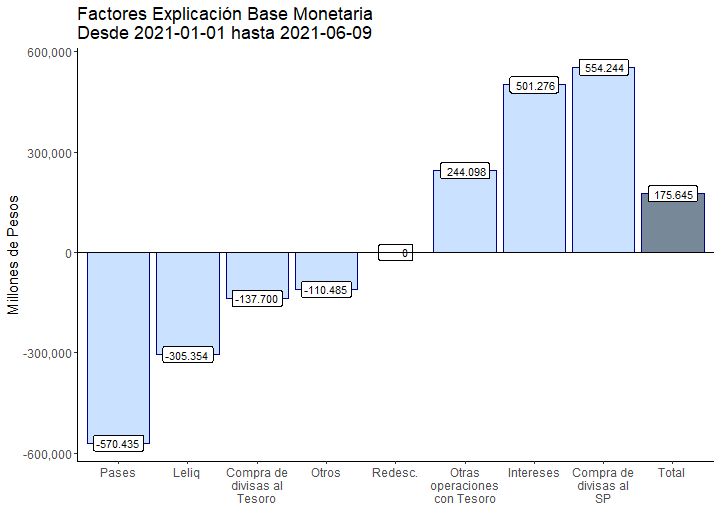 Factores Explicación Base Monetaria
Desde 2021-01-01 hasta 2021-06-09
Millones de Pesos
600,000
300,000
0
-300,000
-600,000
-570.435
-305.354
-137.700
-110.485
0
244.098
501.276
554.244
175.645
Pases
Leliq
Compra de
divisas al
Tesoro
Otros
Redesc.
Otras
operaciones
con Tesoro
Intereses
Compra de
divisas al
SP
Total